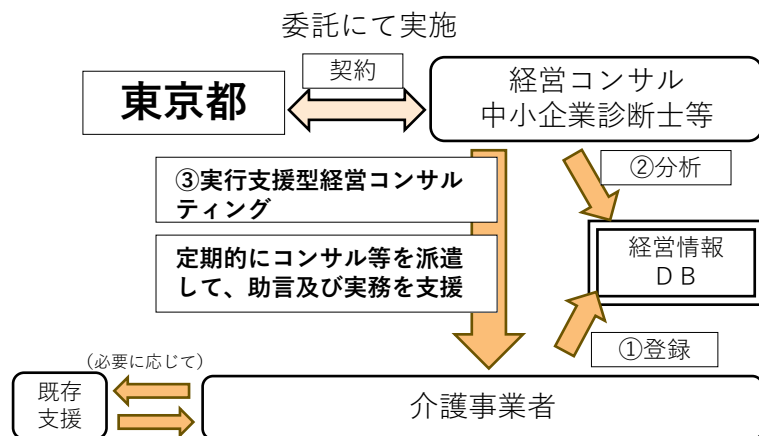 委託にて実施
契約
東京都
経営コンサル
中小企業診断士等
③実行支援型経営コンサル
ティング
②分析
定期的にコンサル等を派遣
して、助言及び実務を支援
経営情報
ＤＢ
①登録
（必要に応じて）
既存
支援
介護事業者